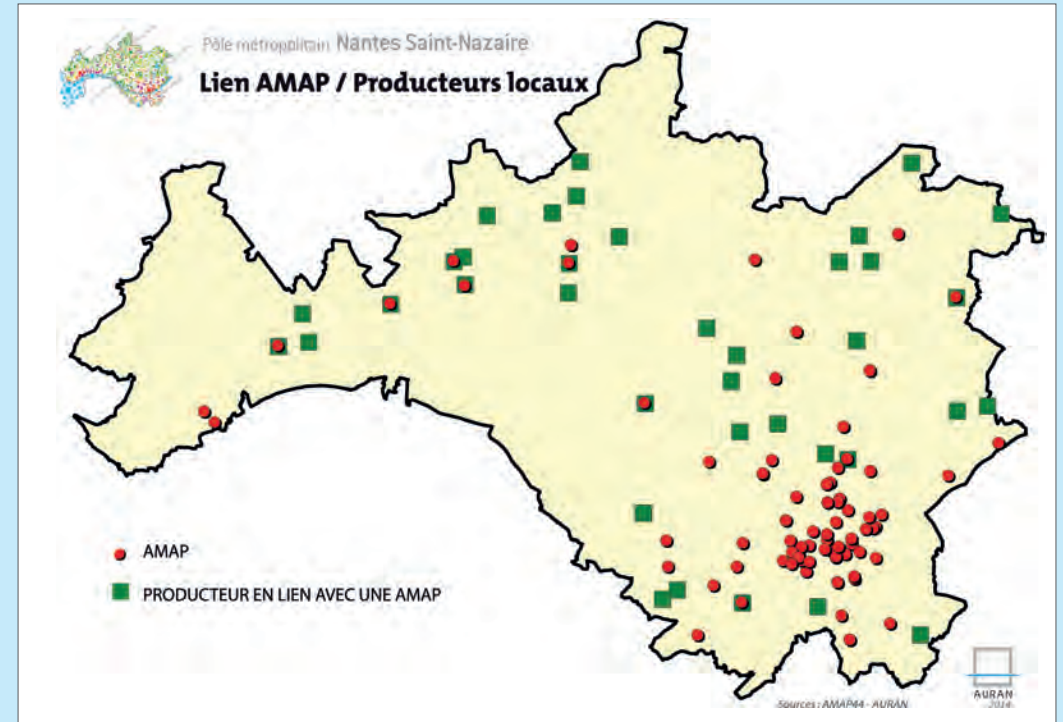 Pôle métropolitain Nantes Saint-Nazaire
Lien AMAP / Producteurs locaux
AMAP
PRODUCTEUR EN LIEN AVEC UNE AMAP
AURAN
2014
Sources : AMAP44 - AURAN